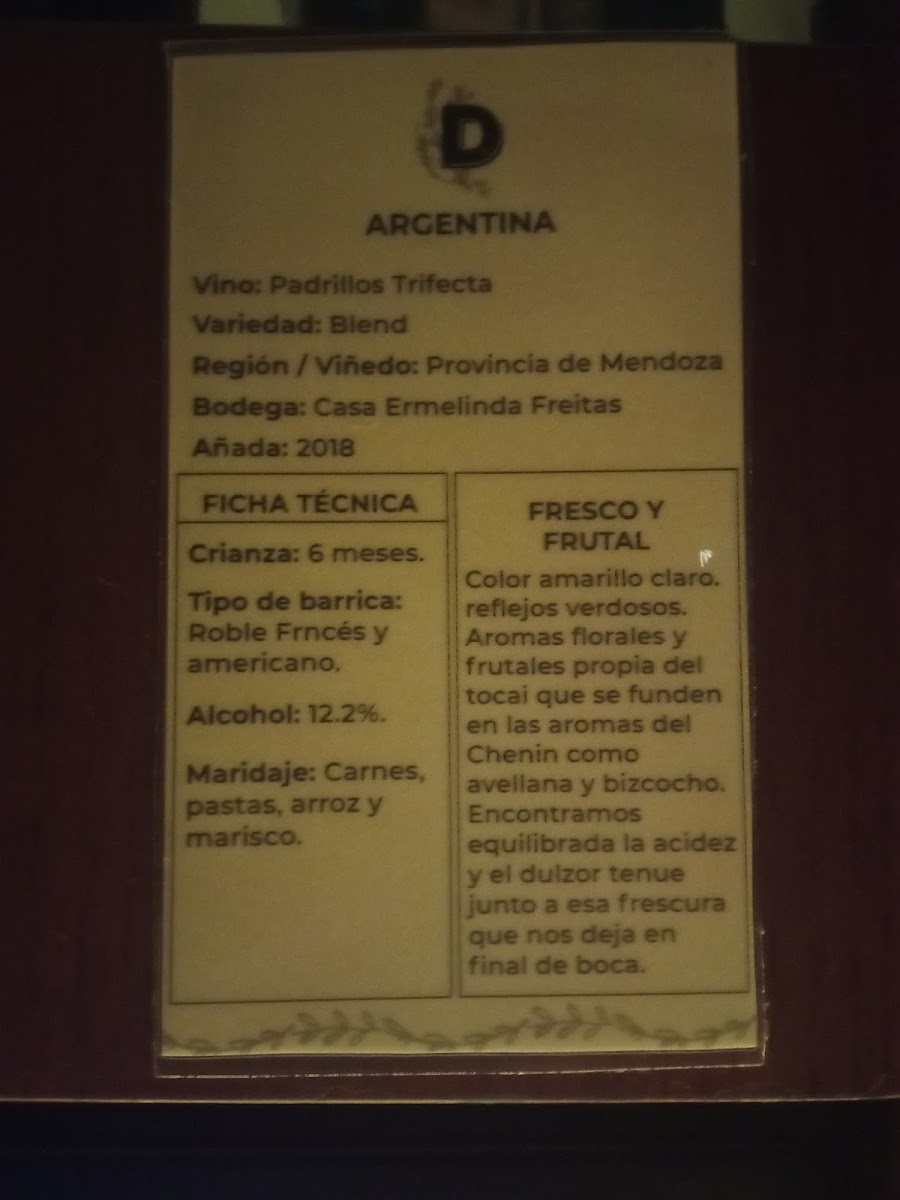 D
ARGENTINA
Vino: Padrillos Trifecta
Variedad: Blend
Región / Viñedo: Provincia de Mendoza
Bodega: Casa Ermelinda Freitas
Añada: 2018
FICHA TÉCNICA
Crianza: 6 meses.
Tipo de barrica:
Roble Frncés y
americano.
Alcohol: 12.2%.
Maridaje: Carnes,
pastas, arroz y
marisco.
FRESCO Y
FRUTAL
Color amarillo claro.
reflejos verdosos.
Aromas florales y
frutales propia del
tocai que se funden
en las aromas del
Chenin como
avellana y bizcocho.
Encontramos
equilibrada la acidez
y el dulzor tenue
junto a esa frescura
que nos deja en
final de boca.